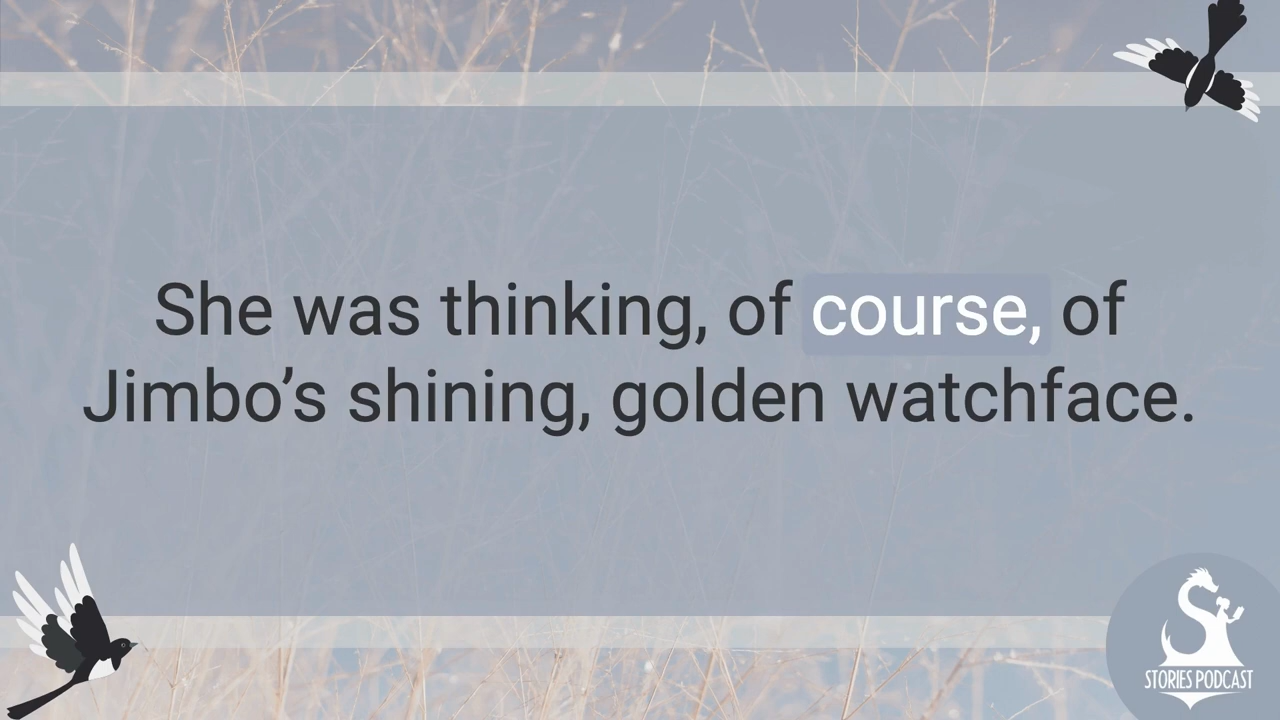 She was thinking, of course, of
Jimbo’s shining, golden watchface.
STORIES PODCAST